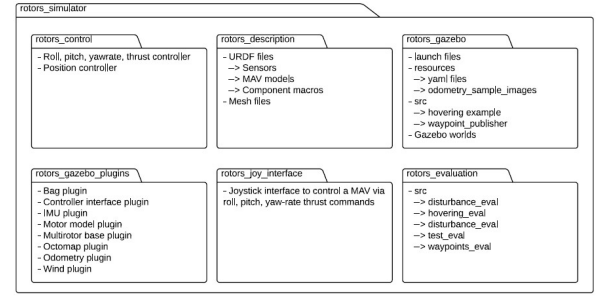 rotors_simulator
rotors_control
- Roll, pitch, yawrate, thrust controller
- Position controller
rotors_description
- URDF files
--> Sensors
--> MAV models
--> Component macros
- Mesh files
rotors_gazebo
- launch files
- resources
--> yaml files
--> odometry_sample_images
- src
--> hovering example
--> waypoint_publisher
- Gazebo worlds
rotors_gazebo_plugins
- Bag plugin
- Controller interface plugin
- IMU plugin
- Motor model plugin
- Multirotor base plugin
- Octomap plugin
- Odometry plugin
- Wind plugin
rotors_joy_interface
- Joystick interface to control a MAV via
roll, pitch, yaw-rate thrust commands
rotors_evaluation
- src
--> disturbance_eval
--> hovering_eval
--> disturbance_eval
--> test_eval
--> waypoints_eval